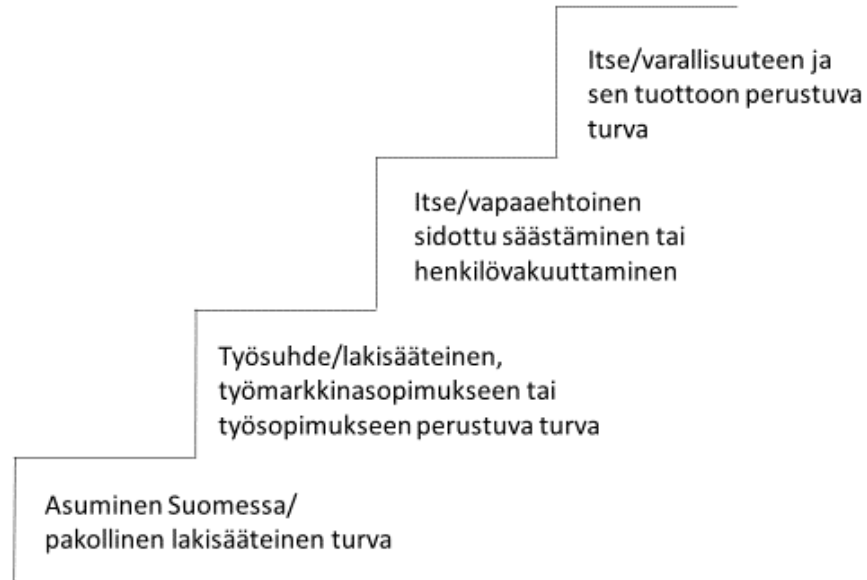 Itse/varallisuuteen ja
sen tuottoon perustuva
turva
Itse/vapaaehtoinen
sidottu säästäminen tai
henkilövakuuttaminen
Työsuhde/lakisääteinen,
työmarkkinasopimukseen tai
työsopimukseen perustuva turva
Asuminen Suomessa/
pakollinen lakisääteinen turva